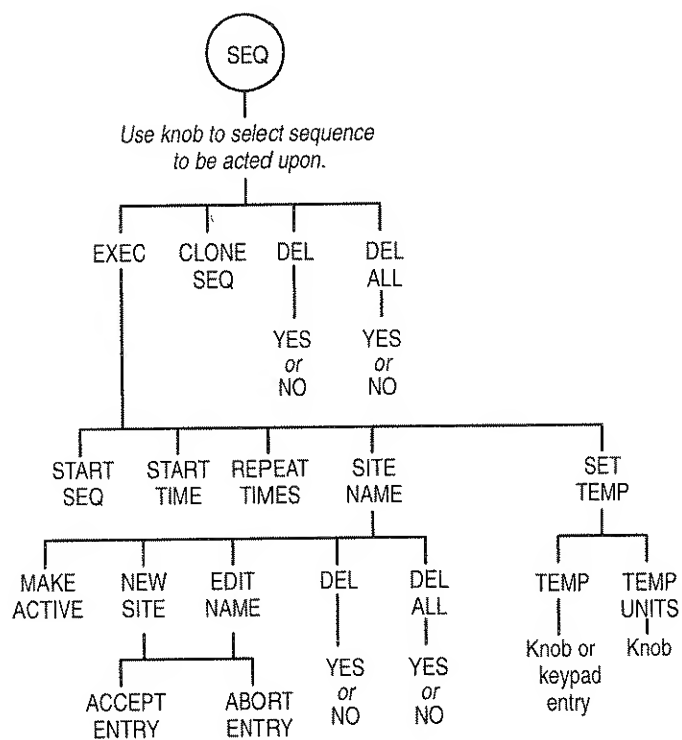 SEQ
Use knob to select sequence
to be acted upon.
EXEC CLONE DEL DEL
SEQ ALL
YES YES
or or
NO NO
START START REPEAT SITE SET
SEQ TIME TIMES NAME TEMP
MAKE NEW EDIT DEL DEL TEMP TEMP
ACTIVE SITE NAME ALL UNITS
Knob or Knob
keypad
entry
YES YES
or or
NO NO
ACCEPT ABORT
ENTRY ENTRY